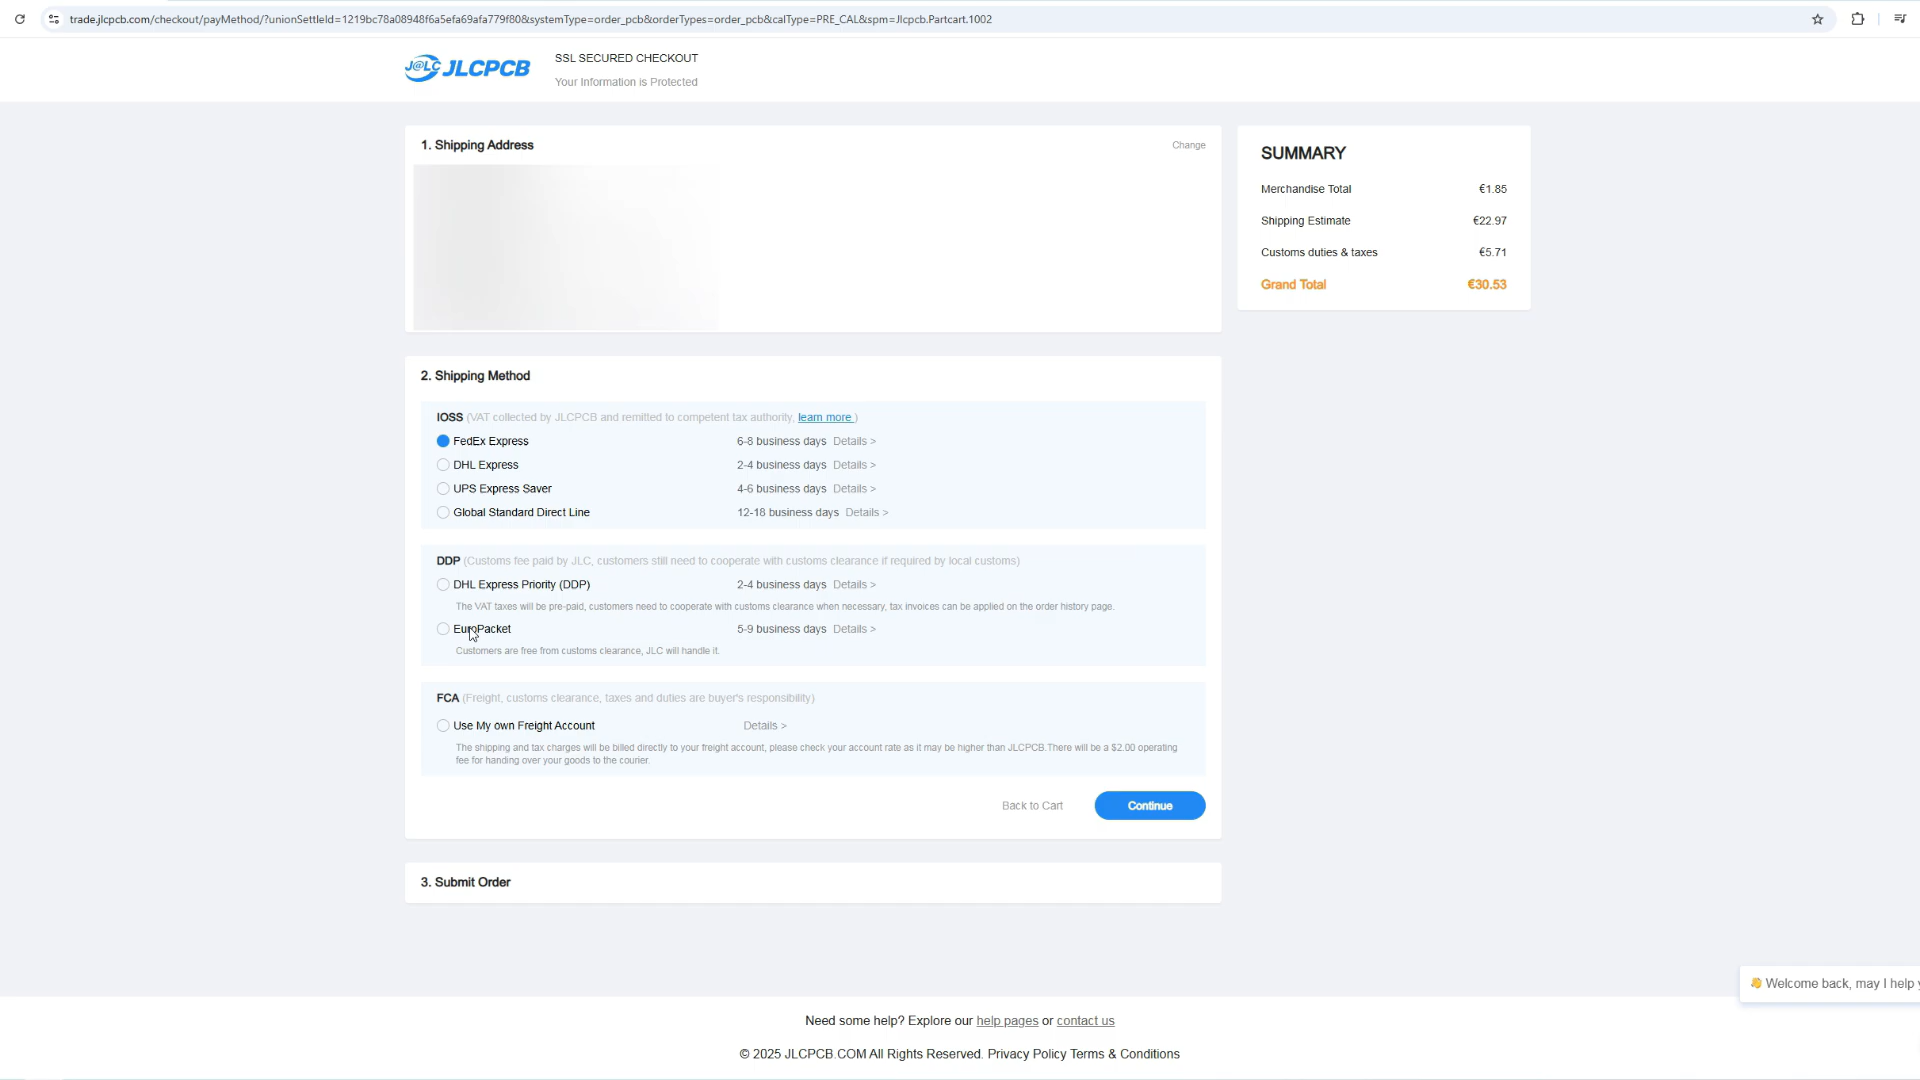 trade.jlcpcb.com/checkout/payMethod/?unionSettleId=1219bc78a08948f6a5efa69afa779f80&systemType=order_pcb&orderTypes=order_pcb&calType=PRE_CAL&spm=Jlcpcb.Partcart.1002
J@LC JLCPCB
SSL SECURED CHECKOUT
Your Information is Protected
1. Shipping Address
Change
SUMMARY
Merchandise Total €1.85
Shipping Estimate €22.97
Customs duties & taxes €5.71
Grand Total €30.53
2. Shipping Method
IOSS (VAT collected by JLCPCB and remitted to competent tax authority, learn more )
FedEx Express 6-8 business days Details >
DHL Express 2-4 business days Details >
UPS Express Saver 4-6 business days Details >
Global Standard Direct Line 12-18 business days Details >
DDP (Customs fee paid by JLC, customers still need to cooperate with customs clearance if required by local customs)
DHL Express Priority (DDP) 2-4 business days Details >
The VAT taxes will be pre-paid, customers need to cooperate with customs clearance when necessary, tax invoices can be applied on the order history page.
EuroPacket 5-9 business days Details >
Customers are free from customs clearance, JLC will handle it.
FCA (Freight, customs clearance, taxes and duties are buyer's responsibility)
Use My own Freight Account Details >
The shipping and tax charges will be billed directly to your freight account, please check your account rate as it may be higher than JLCPCB.There will be a $2.00 operating
fee for handing over your goods to the courier.
Back to Cart
Continue
3. Submit Order
👋 Welcome back, may I help y
Need some help? Explore our help pages or contact us
© 2025 JLCPCB.COM All Rights Reserved. Privacy Policy Terms & Conditions